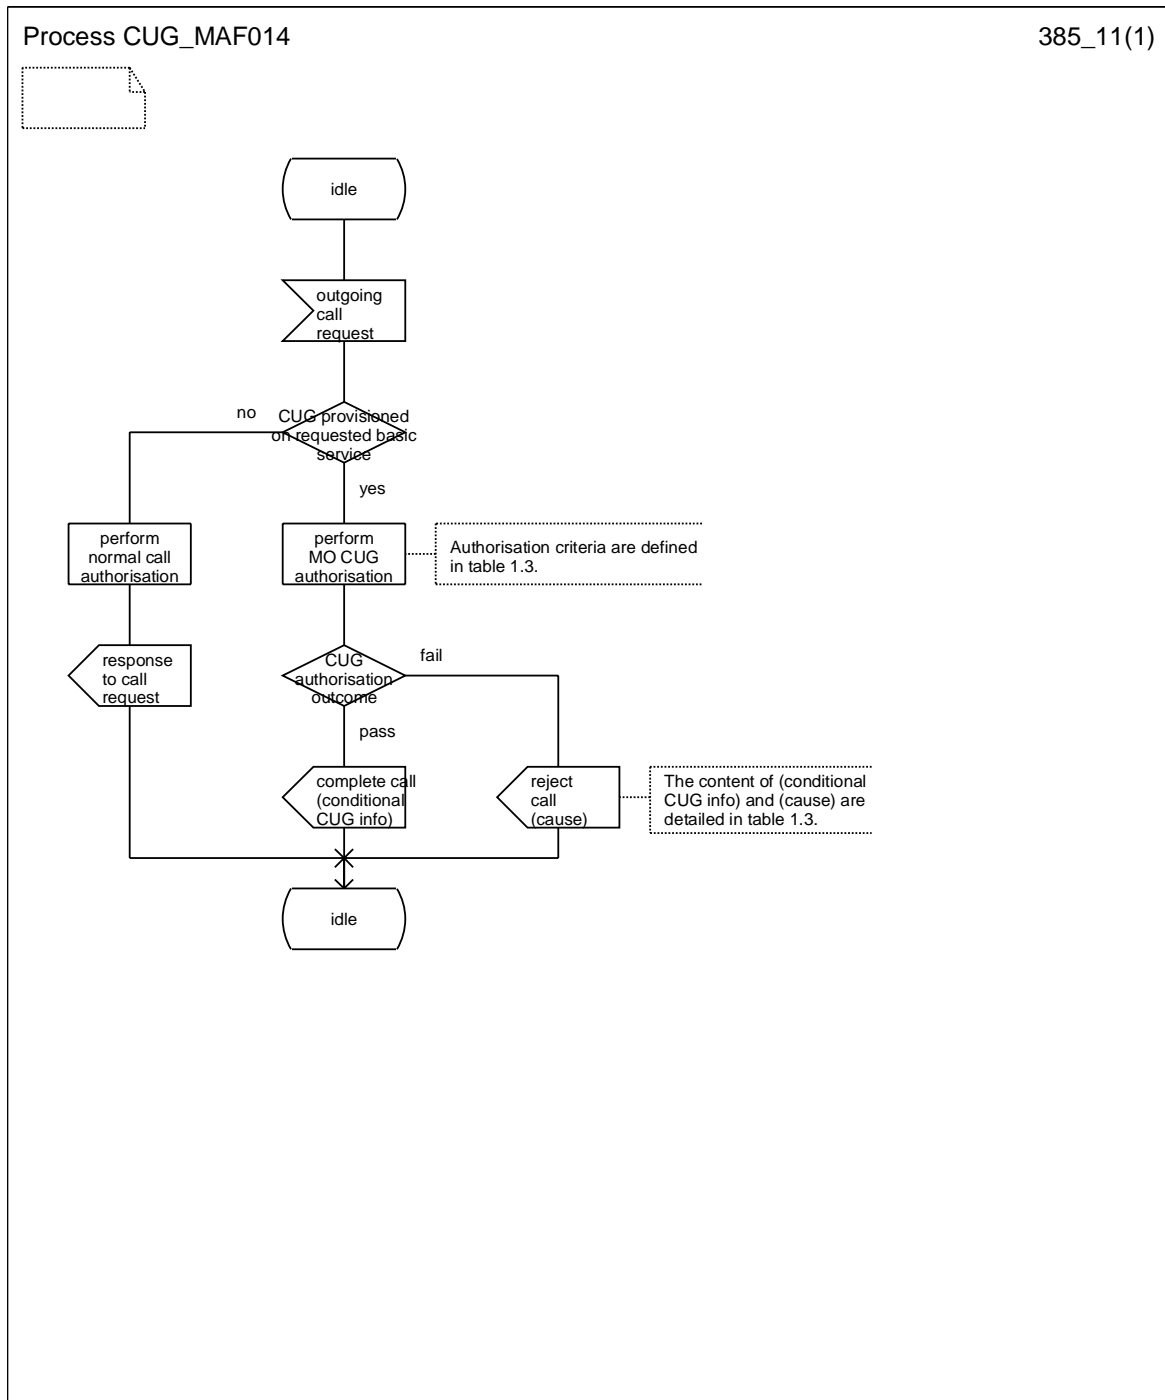 Process CUG_MAF014
385_11(1)
idle
outgoing
call
request
no
CUG provisioned
on requested basic
service
yes
perform
normal call
authorisation
perform
MO CUG
authorisation
Authorisation criteria are defined
in table 1.3.
response
to call
request
CUG
authorisation
outcome
fail
pass
complete call
(conditional
CUG info)
reject
call
(cause)
The content of (conditional
CUG info) and (cause) are
detailed in table 1.3.
idle